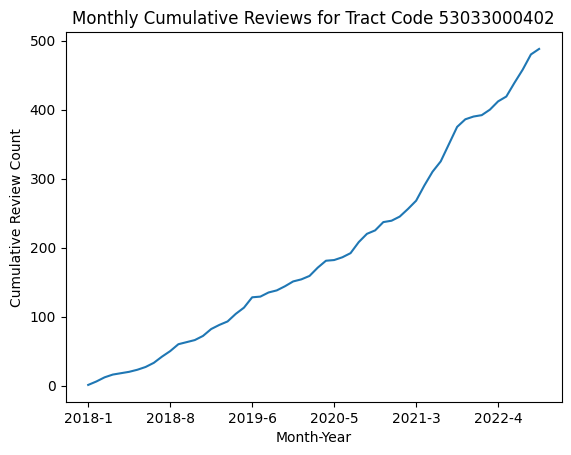 Monthly Cumulative Reviews for Tract Code 53033000402
500
400
300
200
100
0
Cumulative Review Count
2018-1 2018-8 2019-6 2020-5 2021-3 2022-4
Month-Year